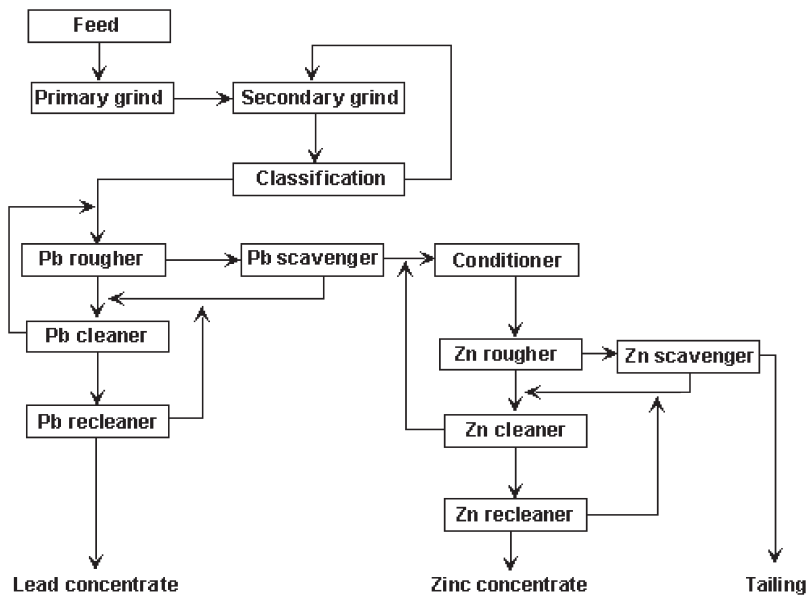 Feed
Primary grind
Secondary grind
Classification
Pb rougher
Pb scavenger
Conditioner
Pb cleaner
Zn rougher
Zn scavenger
Pb recleaner
Zn cleaner
Zn recleaner
Lead concentrate
Zinc concentrate
Tailing